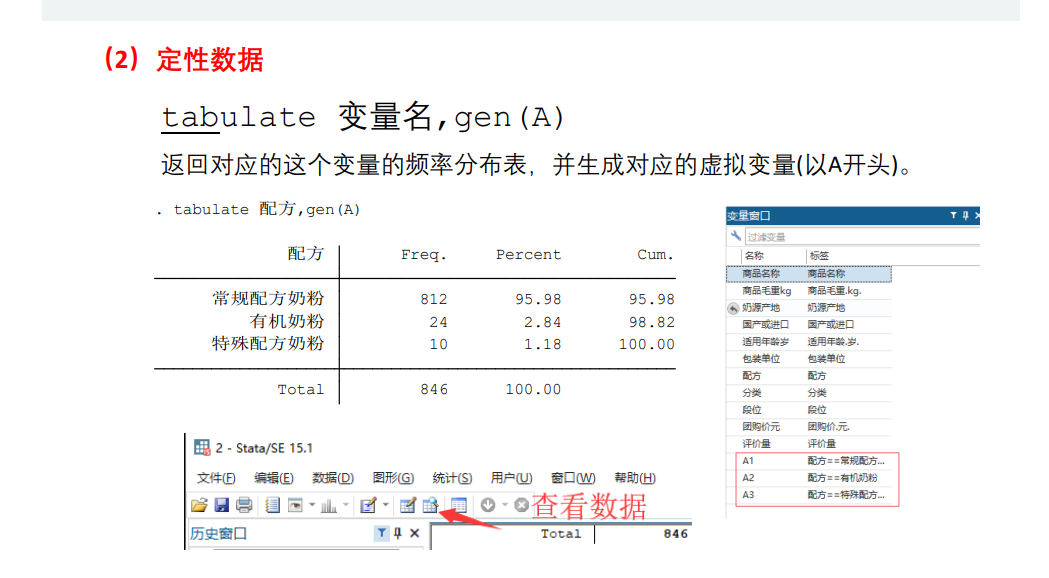 （2）定性数据
tabulate 变量名,gen(A)
返回对应的这个变量的频率分布表，并生成对应的虚拟变量(以A开头)。
. tabulate 配方,gen(A)
配方 Freq. Percent Cum.
常规配方奶粉 812 95.98 95.98
有机奶粉 24 2.84 98.82
特殊配方奶粉 10 1.18 100.00
Total 846 100.00
2 - Stata/SE 15.1
文件(F) 编辑(E) 数据(D) 图形(G) 统计(S) 用户(U) 窗口(W) 帮助(H)
查看数据
历史窗口
Total 846
变量窗口
过滤变量
名称 标签
商品名称 商品名称
商品毛重kg 商品毛重.kg.
奶源产地 奶源产地
国产或进口 国产或进口
适用年龄岁 适用年龄.岁.
包装单位 包装单位
配方 配方
分类 分类
段位 段位
团购价元 团购价.元.
评价量 评价量
A1 配方==常规配方...
A2 配方==有机奶粉
A3 配方==特殊配方...